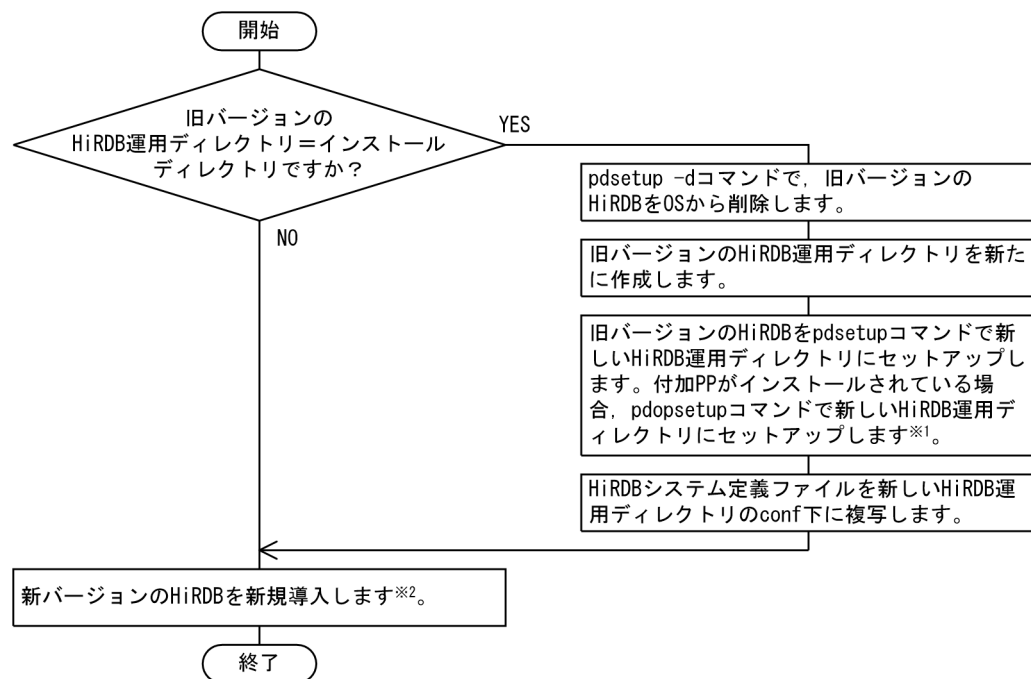 開始
旧バージョンの
HiRDB運用ディレクトリ＝インストール
ディレクトリですか？
YES
NO
pdsetup -dコマンドで，旧バージョンの
HiRDBをOSから削除します。
旧バージョンのHiRDB運用ディレクトリを新た
に作成します。
旧バージョンのHiRDBをpdsetupコマンドで新
しいHiRDB運用ディレクトリにセットアップし
ます。付加PPがインストールされている場
合，pdopsetupコマンドで新しいHiRDB運用デ
ィレクトリにセットアップします※1。
HiRDBシステム定義ファイルを新しいHiRDB運
用ディレクトリのconf下に複写します。
新バージョンのHiRDBを新規導入します※2。
終了